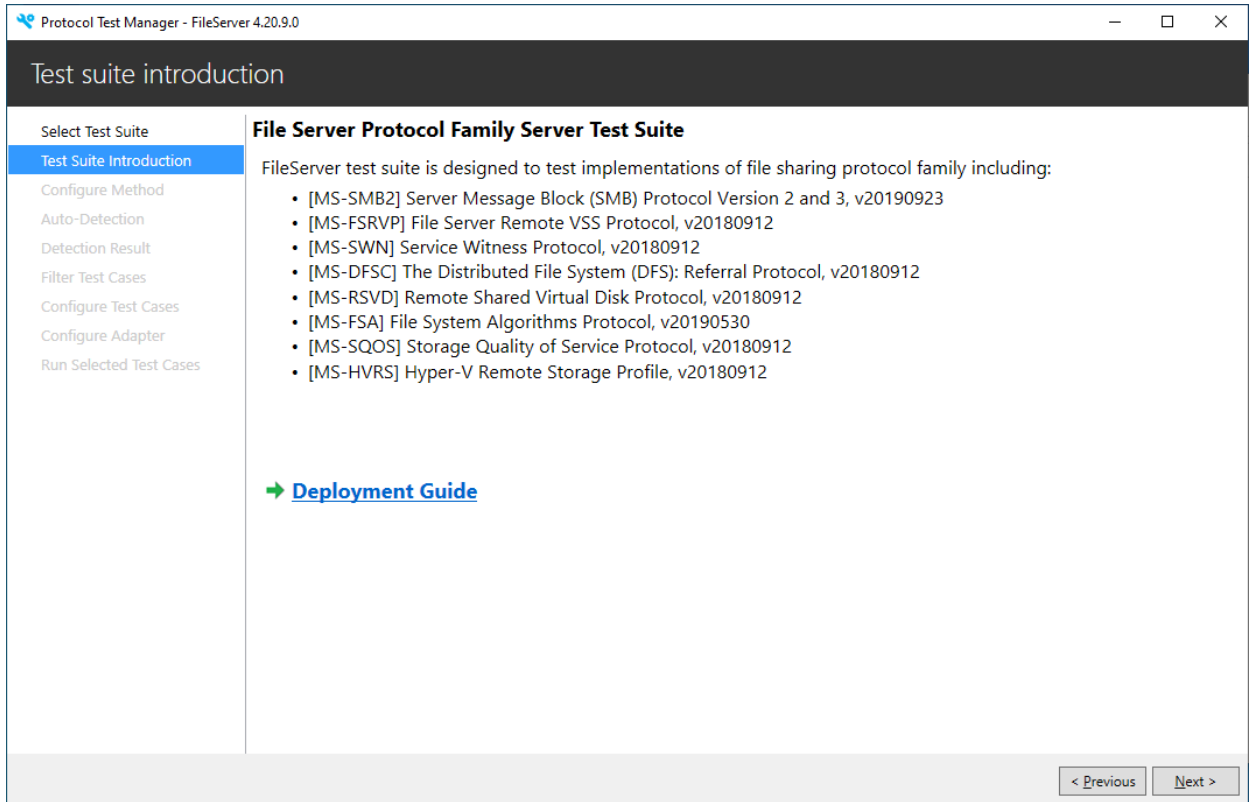 Protocol Test Manager - FileServer 4.20.9.0
Test suite introduction
Select Test Suite
Test Suite Introduction
Configure Method
Auto-Detection
Detection Result
Filter Test Cases
Configure Test Cases
Configure Adapter
Run Selected Test Cases
File Server Protocol Family Server Test Suite
FileServer test suite is designed to test implementations of file sharing protocol family including:
• [MS-SMB2] Server Message Block (SMB) Protocol Version 2 and 3, v20190923
• [MS-FSRVP] File Server Remote VSS Protocol, v20180912
• [MS-SWN] Service Witness Protocol, v20180912
• [MS-DFSC] The Distributed File System (DFS): Referral Protocol, v20180912
• [MS-RSVD] Remote Shared Virtual Disk Protocol, v20180912
• [MS-FSA] File System Algorithms Protocol, v20190530
• [MS-SQOS] Storage Quality of Service Protocol, v20180912
• [MS-HVRS] Hyper-V Remote Storage Profile, v20180912
Deployment Guide
< Previous
Next >